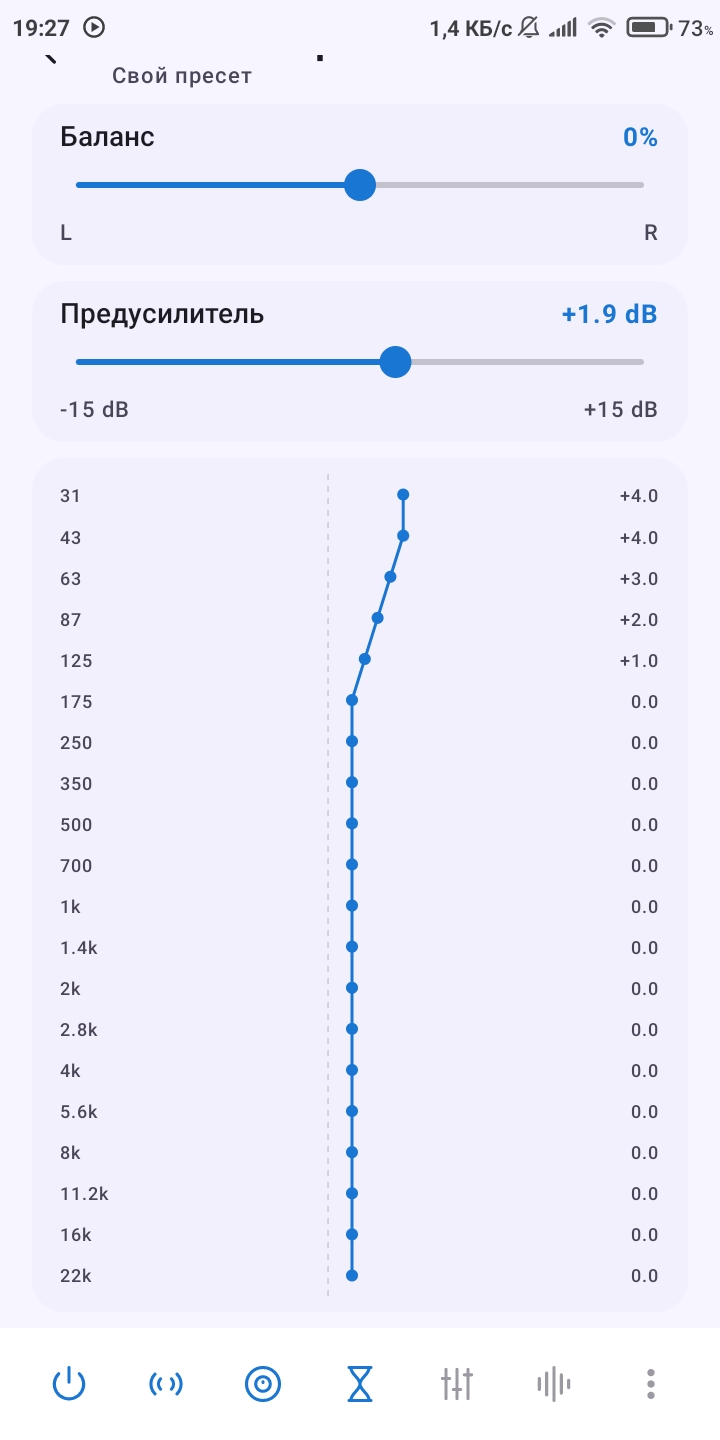 19:27 1,4 КБ/с 73%
Свой пресет
Баланс 0%
L R
Предусилитель +1.9 dB
-15 dB +15 dB
31 +4.0
43 +4.0
63 +3.0
87 +2.0
125 +1.0
175 0.0
250 0.0
350 0.0
500 0.0
700 0.0
1k 0.0
1.4k 0.0
2k 0.0
2.8k 0.0
4k 0.0
5.6k 0.0
8k 0.0
11.2k 0.0
16k 0.0
22k 0.0